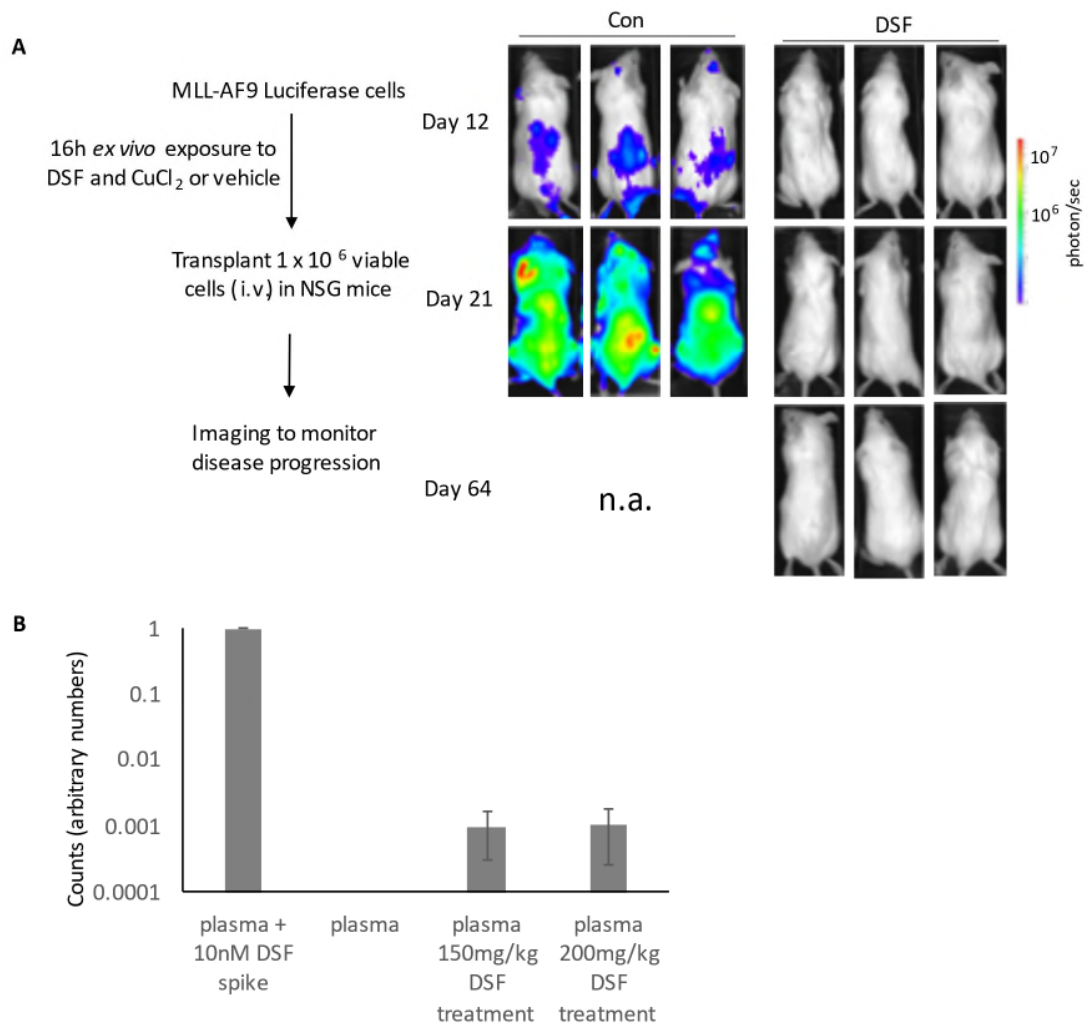 A
Con
DSF
MLL-AF9 Luciferase cells
16h ex vivo exposure to
DSF and CuCl2 or vehicle
Transplant 1 x 10 6 viable
cells (i.v.) in NSG mice
Imaging to monitor
disease progression
Day 12
Day 21
Day 64
n.a.
10^7
10^6
photon/sec
B
Counts (arbitrary numbers)
1
0.1
0.01
0.001
0.0001
plasma +
10nM DSF
spike
plasma
plasma
150mg/kg
DSF
treatment
plasma
200mg/kg
DSF
treatment